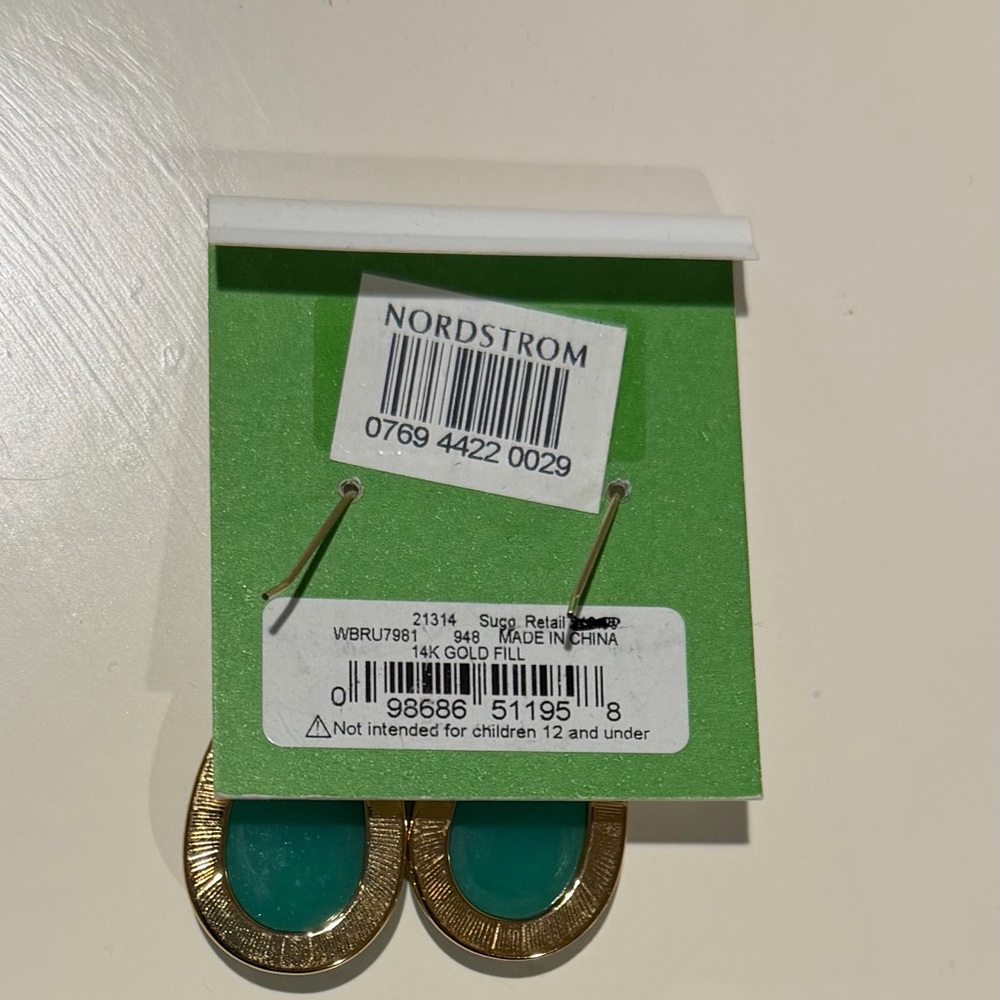 NORDSTROM
0769 4422 0029
21314 Sugg Retail
WBRU7981 948 MADE IN CHINA
14K GOLD FILL
0 98686 51195 8
Not intended for children 12 and under